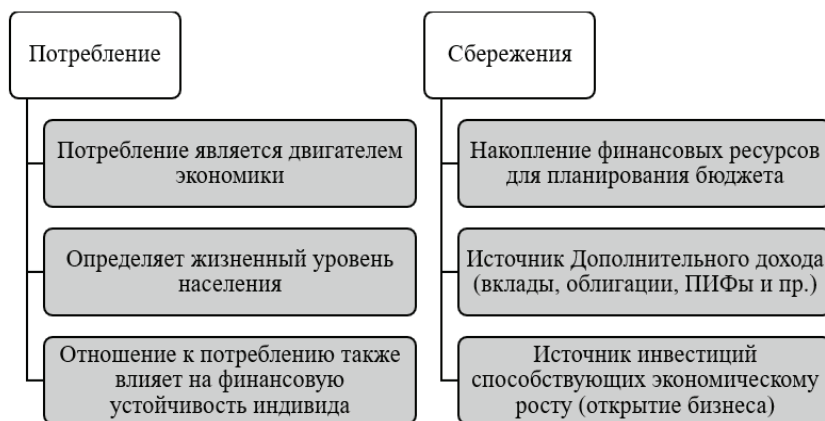 Потребление
Потребление является двигателем
экономики
Определяет жизненный уровень
населения
Отношение к потреблению также
влияет на финансовую
устойчивость индивида
Сбережения
Накопление финансовых ресурсов
для планирования бюджета
Источник Дополнительного дохода
(вклады, облигации, ПИФы и пр.)
Источник инвестиций
способствующих экономическому
росту (открытие бизнеса)